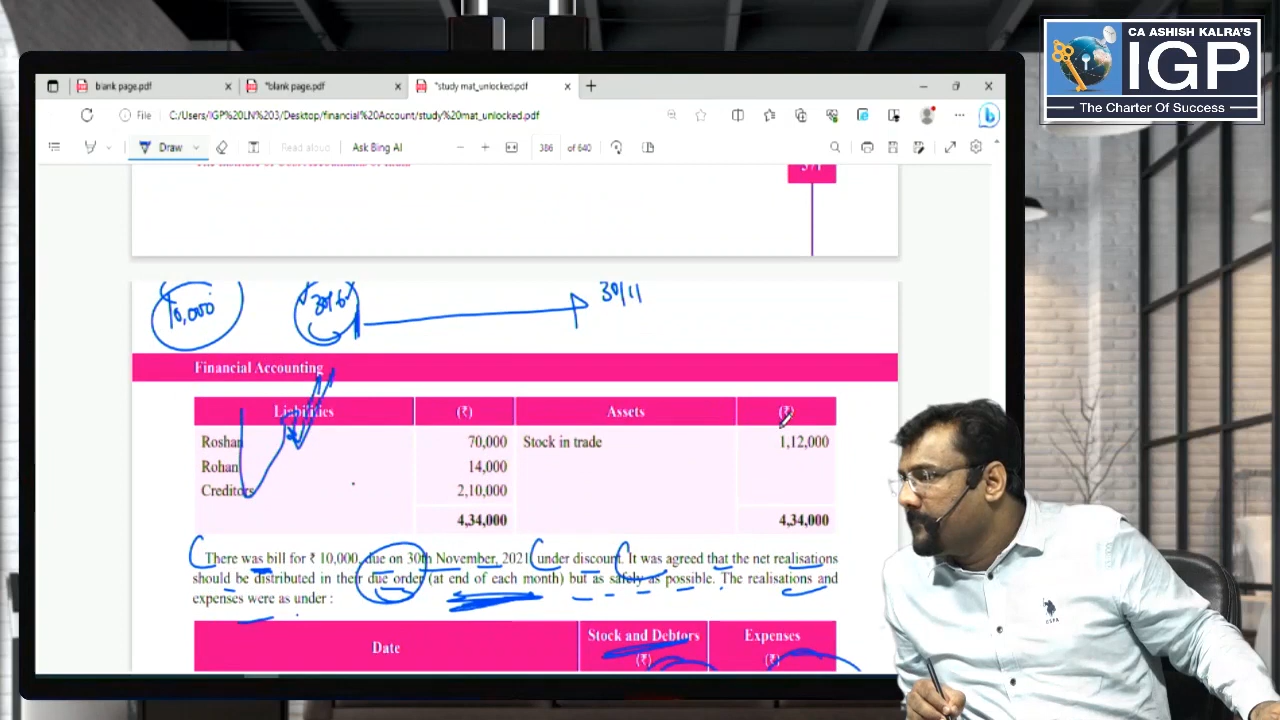 CA ASHISH KALRA'S
IGP
The Charter Of Success
blank page.pdf
*blank page.pdf
*study mat_unlocked.pdf
File
C:/Users/IGP%20LN%203/Desktop/financial%20Account/study%20mat_unlocked.pdf
Draw
Read aloud
Ask Bing AI
386 of 640
10,000
30/6
30/11
Financial Accounting
Liabilities (₹) Assets (₹)
Roshan 70,000 Stock in trade 1,12,000
Rohan 14,000
Creditors 2,10,000
4,34,000 4,34,000
There was bill for ₹ 10,000, due on 30th November, 2021 under discount. It was agreed that the net realisations
should be distributed in their due order (at end of each month) but as safely as possible. The realisations and
expenses were as under :
Date Stock and Debtors (₹) Expenses (₹)